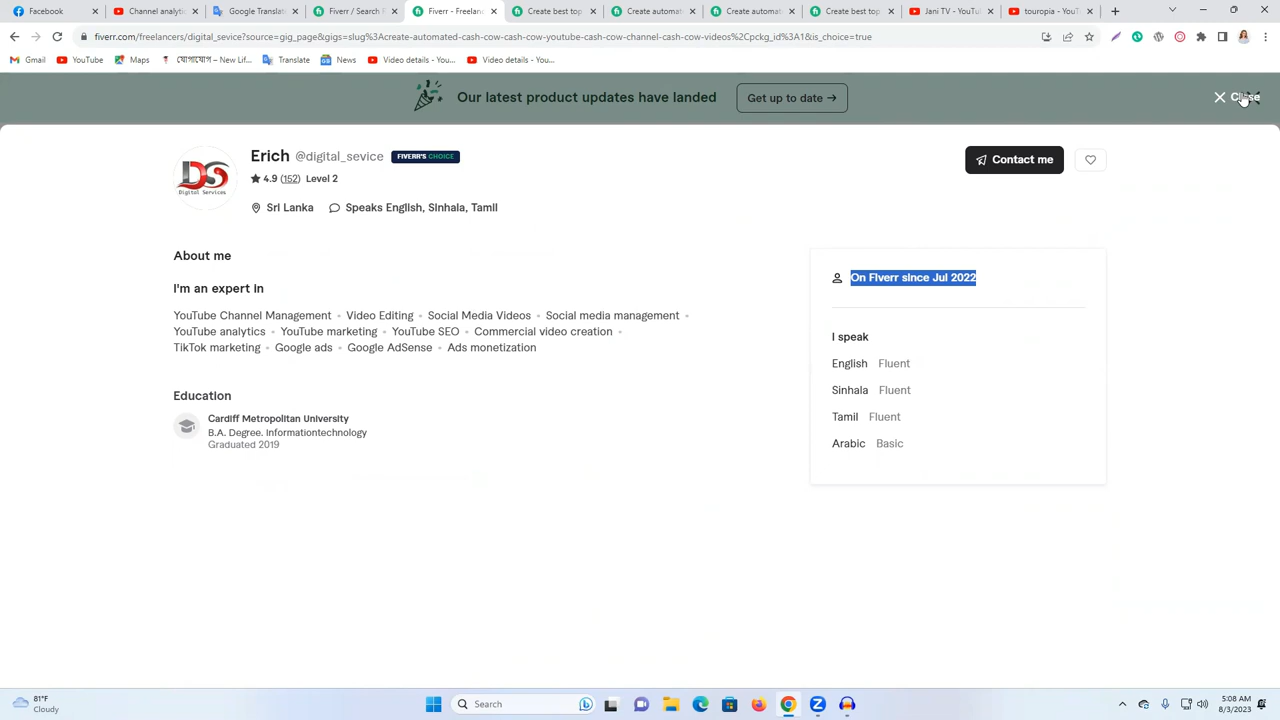 Facebook
Channel analytic
Google Translate
Fiverr / Search R
Fiverr - Freelanc
Create best top
Create automate
Create automate
Create best top
Jani TV - YouTu
touropia - YouT
fiverr.com/freelancers/digital_sevice?source=gig_page&gigs=slug%3Acreate-automated-cash-cow-cash-cow-youtube-cash-cow-channel-cash-cow-videos%2Cpckg_id%3A1&is_choice=true
Gmail YouTube Maps যোগাযোগ – New Lif... Translate News Video details - You... Video details - You...
Our latest product updates have landed Get up to date → Close
Erich @digital_sevice FIVERR'S CHOICE
4.9 (152) Level 2
Sri Lanka Speaks English, Sinhala, Tamil
Contact me
DS
Digital Services
About me
I'm an expert in
YouTube Channel Management • Video Editing • Social Media Videos • Social media management •
YouTube analytics • YouTube marketing • YouTube SEO • Commercial video creation •
TikTok marketing • Google ads • Google AdSense • Ads monetization
Education
Cardiff Metropolitan University
B.A. Degree, Informationtechnology
Graduated 2019
On Fiverr since Jul 2022
I speak
English Fluent
Sinhala Fluent
Tamil Fluent
Arabic Basic
81°F
Cloudy
Search
5:08 AM
8/3/2023